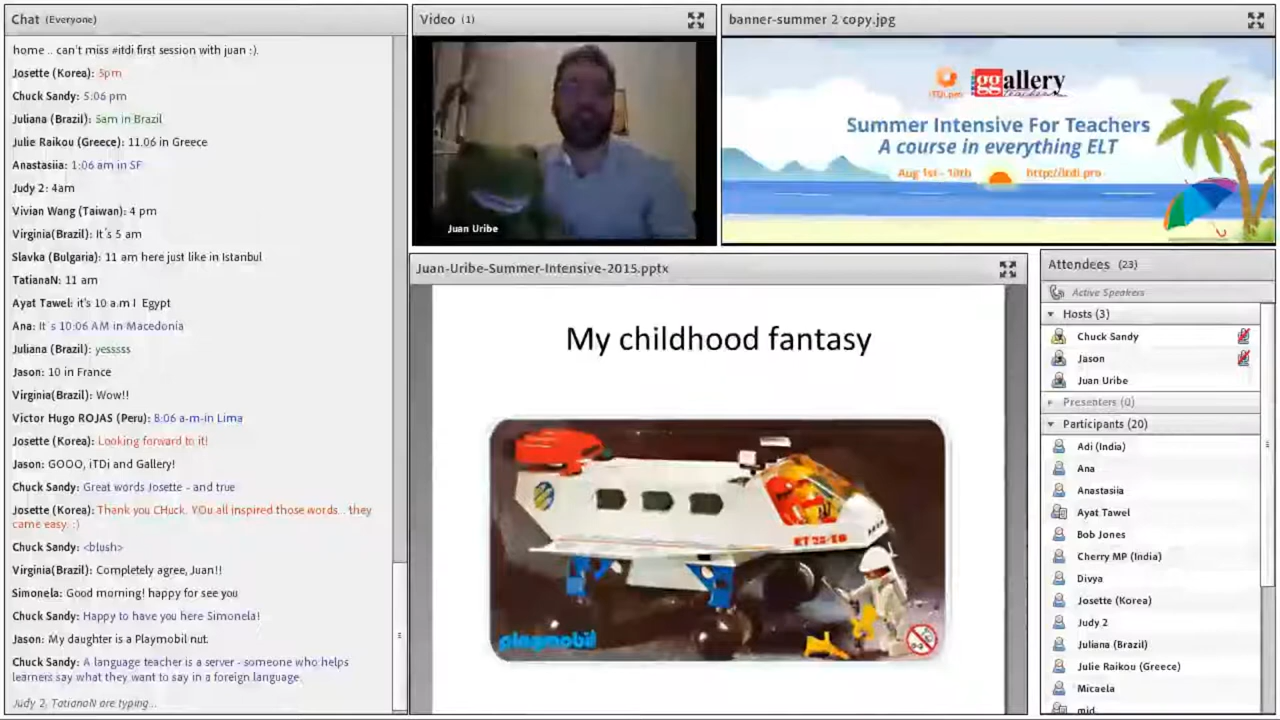 Chat (Everyone)
home .. can't miss #itdi first session with juan :).
Josette (Korea): 5pm
Chuck Sandy: 5:06 pm
Juliana (Brazil): 5am in Brazil
Julie Raikou (Greece): 11.06 in Greece
Anastasiia: 1:06 am in SF
Judy 2: 4am
Vivian Wang (Taiwan): 4 pm
Virginia(Brazil): It's 5 am
Slavka (Bulgaria): 11 am here just like in Istanbul
TatianaN: 11 am
Ayat Tawel: it's 10 a.m I Egypt
Ana: It s 10:06 AM in Macedonia
Juliana (Brazil): yesssss
Jason: 10 in France
Virginia(Brazil): Wow!!
Victor Hugo ROJAS (Peru): 8:06 a-m-in Lima
Josette (Korea): Looking forward to it!
Jason: GOOO, iTDi and Gallery!
Chuck Sandy: Great words Josette - and true
Josette (Korea): Thank you CHuck. YOu all inspired those words... they
came easy. :)
Chuck Sandy: <blush>
Virginia(Brazil): Completely agree, Juan!!
Simonela: Good morning! happy for see you
Chuck Sandy: Happy to have you here Simonela!
Jason: My daughter is a Playmobil nut.
Chuck Sandy: A language teacher is a server - someone who helps
learners say what they want to say in a foreign language.
Judy 2, TatianaN are typing...
Video (1)
Juan Uribe
banner-summer 2 copy.jpg
iTDi.pro
ggallery
teachers
Summer Intensive For Teachers
A course in everything ELT
Aug 1st - 10th http://itdi.pro
Juan-Uribe-Summer-Intensive-2015.pptx
My childhood fantasy
playmobil
Attendees (23)
Active Speakers
Hosts (3)
Chuck Sandy
Jason
Juan Uribe
Presenters (0)
Participants (20)
Adi (India)
Ana
Anastasiia
Ayat Tawel
Bob Jones
Cherry MP (India)
Divya
Josette (Korea)
Judy 2
Juliana (Brazil)
Julie Raikou (Greece)
Micaela
mid